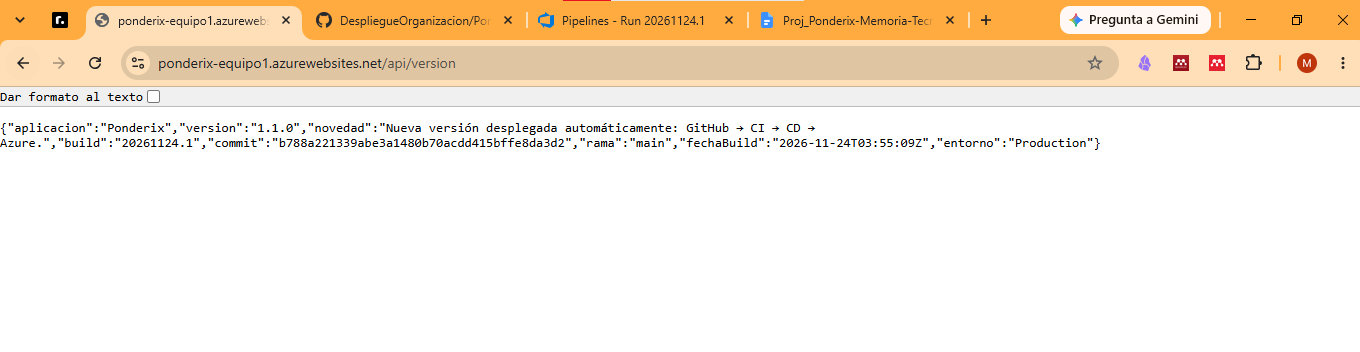 ponderix-equipo1.azureweb
DespliegueOrganizacion/Por
Pipelines - Run 20261124.1
Proj_Ponderix-Memoria-Tec
Pregunta a Gemini
ponderix-equipo1.azurewebsites.net/api/version
M
Dar formato al texto
{"aplicacion":"Ponderix","version":"1.1.0","novedad":"Nueva versión desplegada automáticamente: GitHub → CI → CD →
Azure.","build":"20261124.1","commit":"b788a221339abe3a1480b70acdd415bffe8da3d2","rama":"main","fechaBuild":"2026-11-24T03:55:09Z","entorno":"Production"}